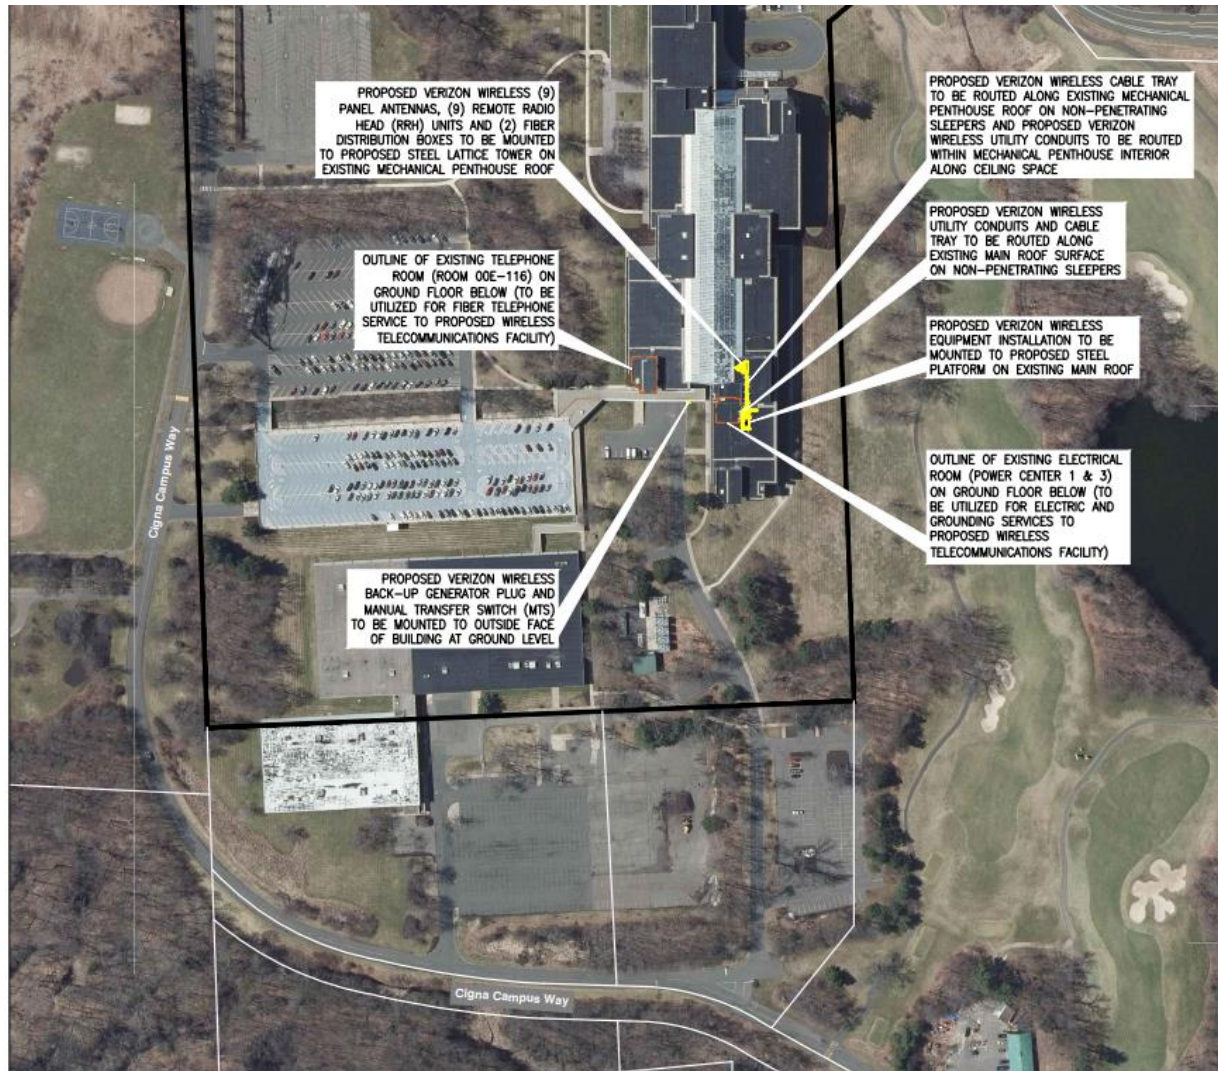 PROPOSED VERIZON WIRELESS (9)
PANEL ANTENNAS, (9) REMOTE RADIO
HEAD (RRH) UNITS AND (2) FIBER
DISTRIBUTION BOXES TO BE MOUNTED
TO PROPOSED STEEL LATTICE TOWER ON
EXISTING MECHANICAL PENTHOUSE ROOF
PROPOSED VERIZON WIRELESS CABLE TRAY
TO BE ROUTED ALONG EXISTING MECHANICAL
PENTHOUSE ROOF ON NON-PENETRATING
SLEEPERS AND PROPOSED VERIZON
WIRELESS UTILITY CONDUITS TO BE ROUTED
WITHIN MECHANICAL PENTHOUSE INTERIOR
ALONG CEILING SPACE
PROPOSED VERIZON WIRELESS
UTILITY CONDUITS AND CABLE
TRAY TO BE ROUTED ALONG
EXISTING MAIN ROOF SURFACE
ON NON-PENETRATING SLEEPERS
OUTLINE OF EXISTING TELEPHONE
ROOM (ROOM OOE-116) ON
GROUND FLOOR BELOW (TO BE
UTILIZED FOR FIBER TELEPHONE
SERVICE TO PROPOSED WIRELESS
TELECOMMUNICATIONS FACILITY)
PROPOSED VERIZON WIRELESS
EQUIPMENT INSTALLATION TO BE
MOUNTED TO PROPOSED STEEL
PLATFORM ON EXISTING MAIN ROOF
Cigna Campus Way
OUTLINE OF EXISTING ELECTRICAL
ROOM (POWER CENTER 1 & 3)
ON GROUND FLOOR BELOW (TO
BE UTILIZED FOR ELECTRIC AND
GROUNDING SERVICES TO
PROPOSED WIRELESS
TELECOMMUNICATIONS FACILITY)
PROPOSED VERIZON WIRELESS
BACK-UP GENERATOR PLUG AND
MANUAL TRANSFER SWITCH (MTS)
TO BE MOUNTED TO OUTSIDE FACE
OF BUILDING AT GROUND LEVEL
Cigna Campus Way